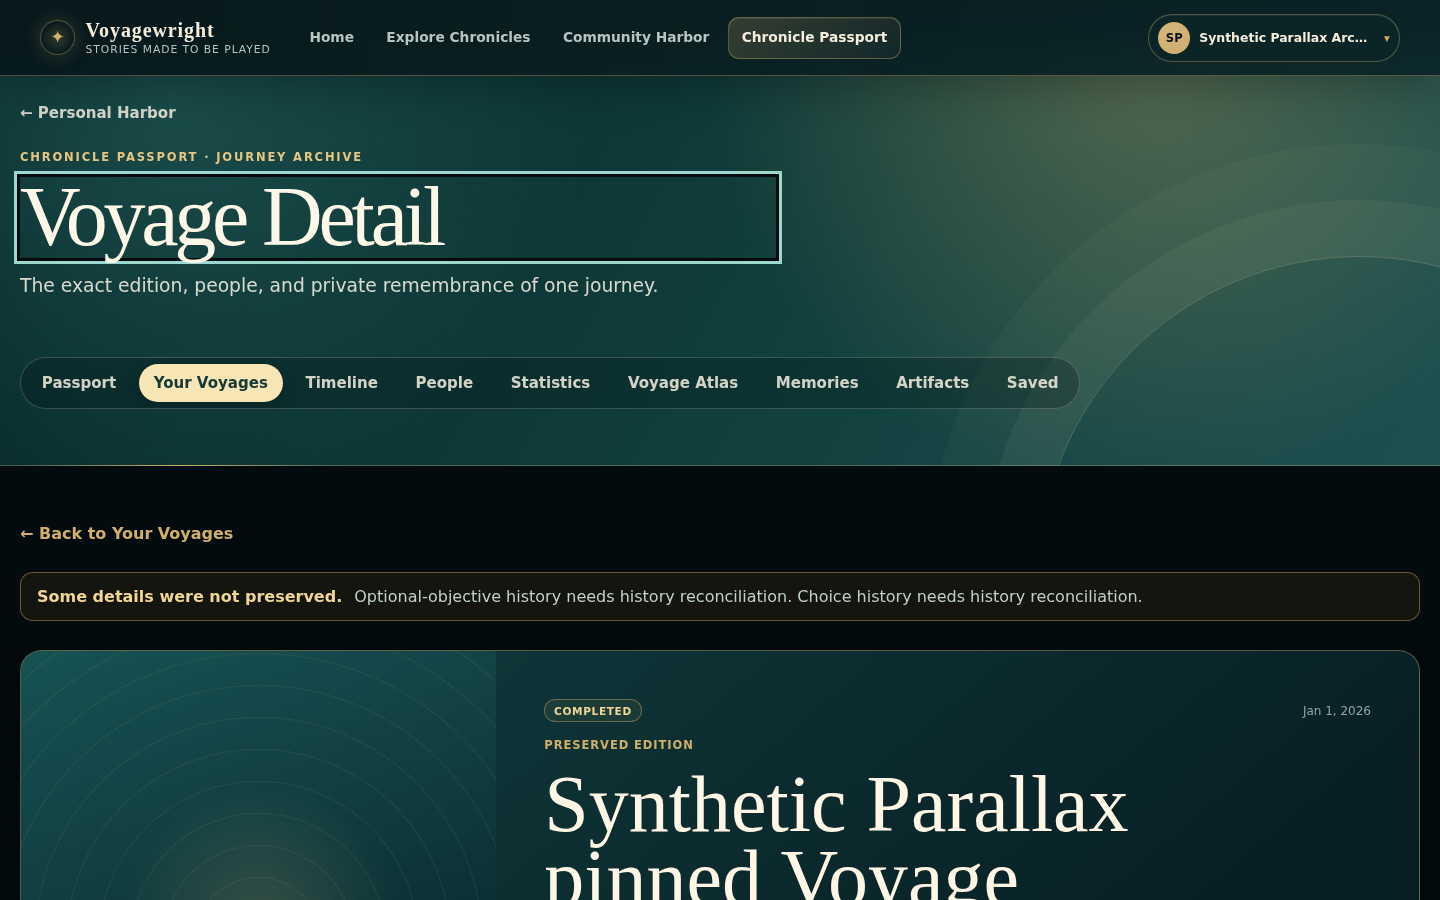 Voyagewright
STORIES MADE TO BE PLAYED
Home
Explore Chronicles
Community Harbor
Chronicle Passport
SP
Synthetic Parallax Arc…
← Personal Harbor
CHRONICLE PASSPORT · JOURNEY ARCHIVE
Voyage Detail
The exact edition, people, and private remembrance of one journey.
Passport
Your Voyages
Timeline
People
Statistics
Voyage Atlas
Memories
Artifacts
Saved
← Back to Your Voyages
Some details were not preserved. Optional-objective history needs history reconciliation. Choice history needs history reconciliation.
COMPLETED
Jan 1, 2026
PRESERVED EDITION
Synthetic Parallax
pinned Voyage